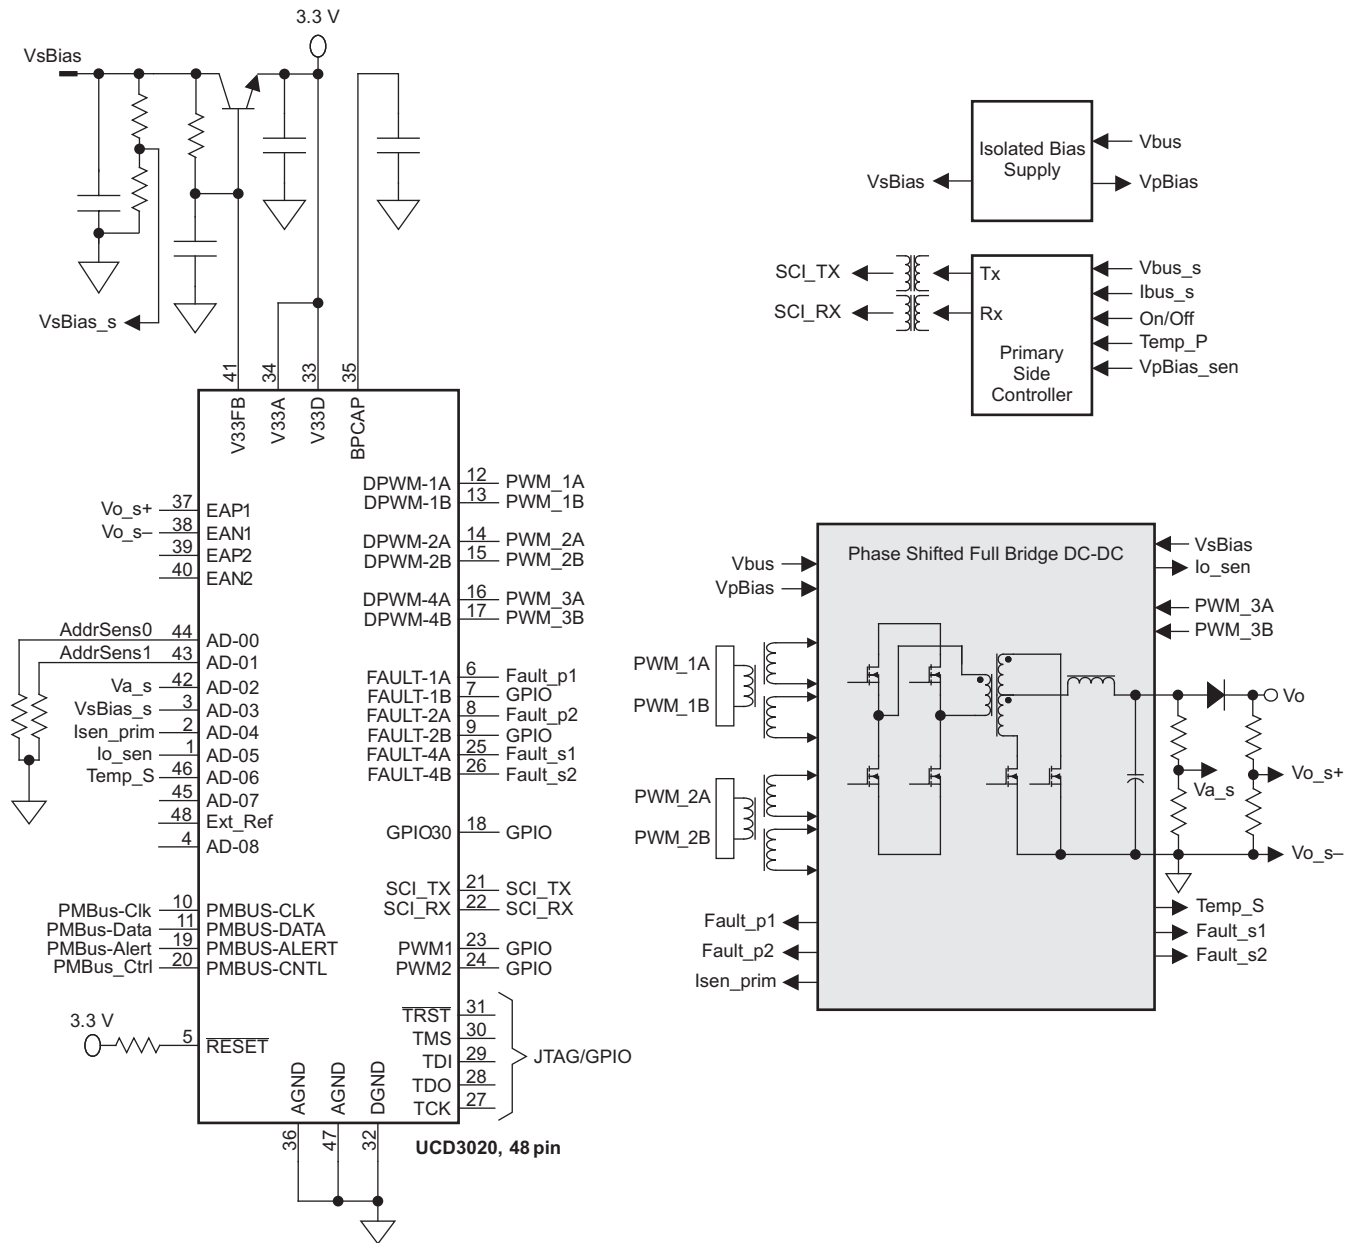 3.3 V
VsBias
VsBias_s
41
34
33
35
V33FB
V33A
V33D
BPCAP
Vo_s+ 37 EAP1
Vo_s– 38 EAN1
39 EAP2
40 EAN2
AddrSens0 44 AD-00
AddrSens1 43 AD-01
Va_s 42 AD-02
VsBias_s 3 AD-03
Isen_prim 2 AD-04
Io_sen 1 AD-05
Temp_S 46 AD-06
45 AD-07
48 Ext_Ref
4 AD-08
PMBus-Clk 10 PMBUS-CLK
PMBus-Data 11 PMBUS-DATA
PMBus-Alert 19 PMBUS-ALERT
PMBus_Ctrl 20 PMBUS-CNTL
3.3 V
5 RESET
DPWM-1A 12 PWM_1A
DPWM-1B 13 PWM_1B
DPWM-2A 14 PWM_2A
DPWM-2B 15 PWM_2B
DPWM-4A 16 PWM_3A
DPWM-4B 17 PWM_3B
FAULT-1A 6 Fault_p1
FAULT-1B 7 GPIO
FAULT-2A 8 Fault_p2
FAULT-2B 9 GPIO
FAULT-4A 25 Fault_s1
FAULT-4B 26 Fault_s2
GPIO30 18 GPIO
SCI_TX 21 SCI_TX
SCI_RX 22 SCI_RX
PWM1 23 GPIO
PWM2 24 GPIO
TRST 31
TMS 30
TDI 29
TDO 28
TCK 27
JTAG/GPIO
AGND
AGND
DGND
36
47
32
UCD3020, 48 pin
Isolated Bias
Supply
Vbus
VpBias
VsBias
SCI_TX
SCI_RX
Tx
Rx
Primary
Side
Controller
Vbus_s
Ibus_s
On/Off
Temp_P
VpBias_sen
Phase Shifted Full Bridge DC-DC
Vbus
VpBias
PWM_1A
PWM_1B
PWM_2A
PWM_2B
Fault_p1
Fault_p2
Isen_prim
VsBias
Io_sen
PWM_3A
PWM_3B
Vo
Vo_s+
Va_s
Vo_s–
Temp_S
Fault_s1
Fault_s2